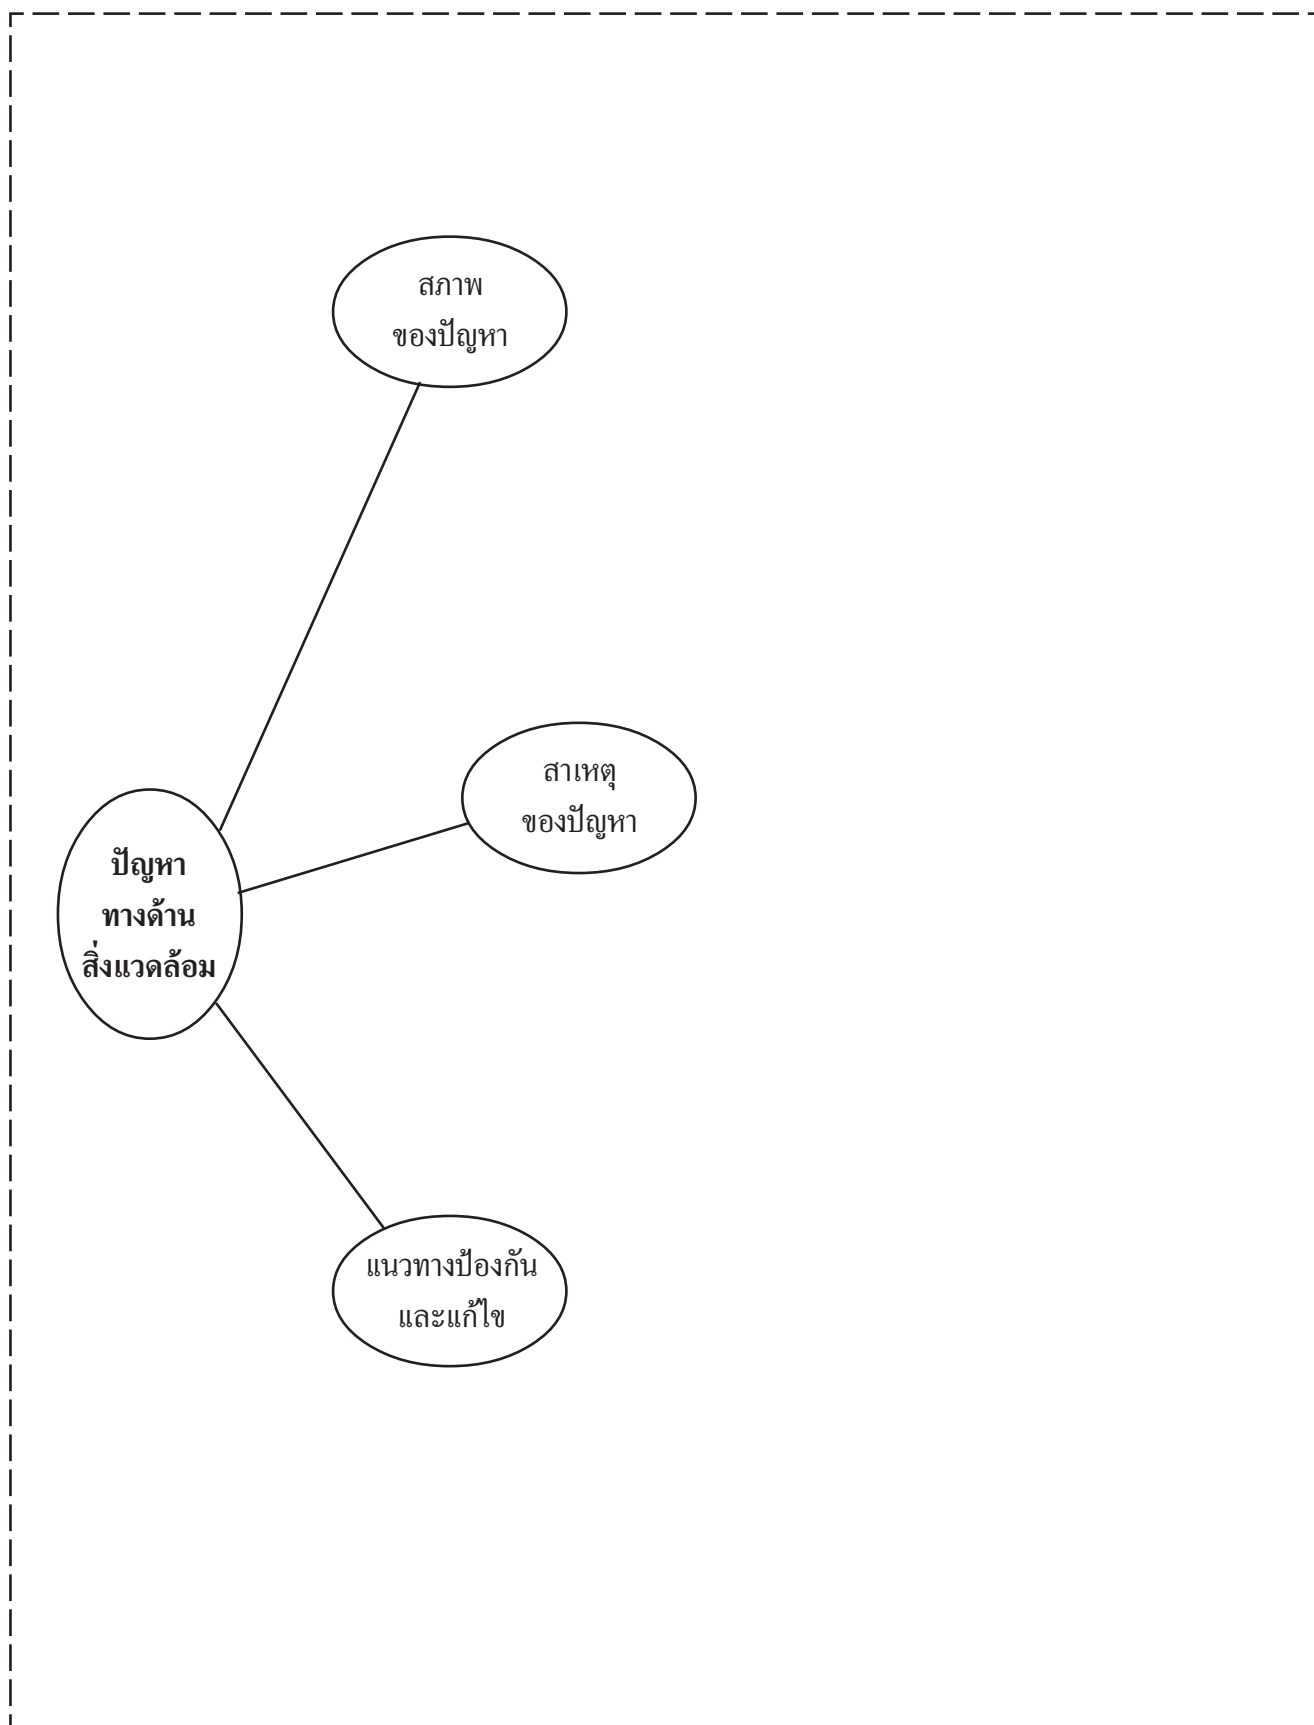 สภาพ
ของปัญหา
สาเหตุ
ของปัญหา
ปัญหา
ทางด้าน
สิ่งแวดล้อม
แนวทางป้องกัน
และแก้ไข